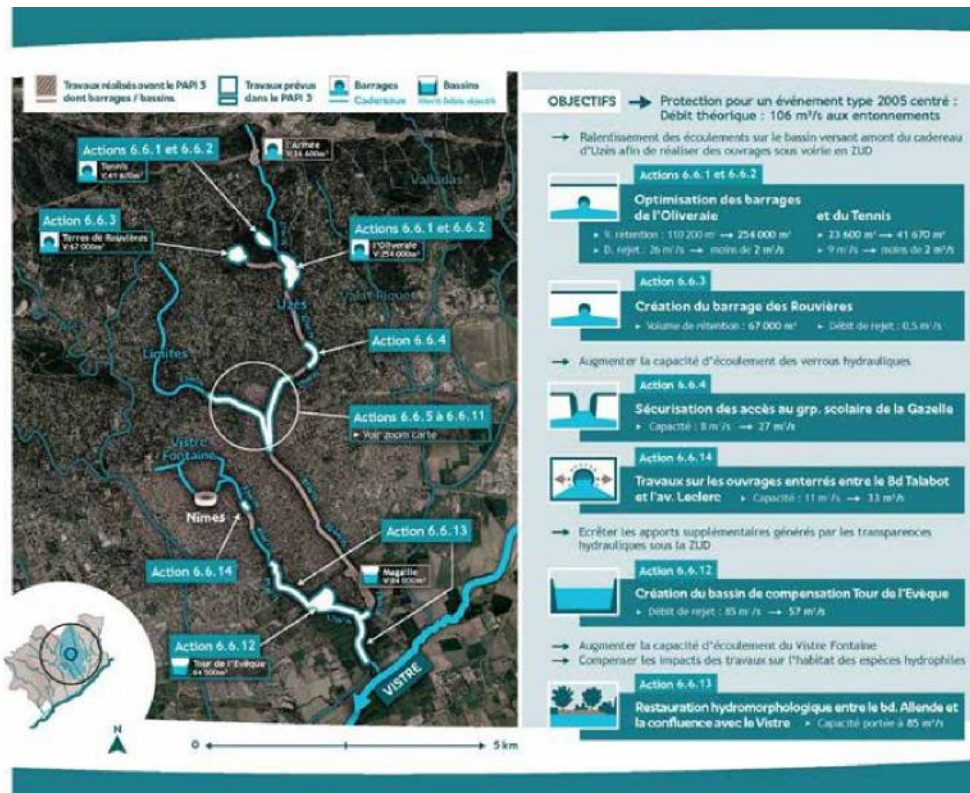 Travaux réalisés avant le PAPI 3
dont barrages / bassins
Travaux prévus
dans le PAPI 3
Barrages
Cadereaux
Bassins
Actions 6.6.1 et 6.6.2
Tennis
V:41 670m³
l'Armée
Valladas
Action 6.6.3
Terres de Rouvières
V:67 000m³
Actions 6.6.1 et 6.6.2
l'Oliveraie
V:254 000m³
Uzès
Valat Riquet
Limites
Action 6.6.4
Actions 6.6.5 à 6.6.11
▸ Voir zoom carte
Vistre
Fontaine
Nîmes
Action 6.6.14
Action 6.6.13
Action 6.6.12
Tour de l'Evêque
VISTRE
N
0
5 km
OBJECTIFS → Protection pour un événement type 2005 centré :
Débit théorique : 106 m³/s aux entonnements
→ Ralentissement des écoulements sur le bassin versant amont du cadereau
d'Uzès afin de réaliser des ouvrages sous voirie en ZUD
Actions 6.6.1 et 6.6.2
Optimisation des barrages
de l'Oliveraie et du Tennis
▸ V. rétention : 110 200 m³ → 254 000 m³ ▸ 23 600 m³ → 41 670 m³
▸ D. rejet : 26 m³/s → moins de 2 m³/s ▸ 9 m³/s → moins de 2 m³/s
Action 6.6.3
Création du barrage des Rouvières
▸ Volume de rétention : 67 000 m³ ▸ Débit de rejet : 0,5 m³/s
→ Augmenter la capacité d'écoulement des verrous hydrauliques
Action 6.6.4
Sécurisation des accès au grp. scolaire de la Gazelle
▸ Capacité : 8 m³/s → 27 m³/s
Action 6.6.14
Travaux sur les ouvrages enterrés entre le Bd Talabot
et l'av. Leclerc ▸ Capacité : 11 m³/s → 33 m³/s
→ Ecrêter les apports supplémentaires générés par les transparences
hydrauliques sous la ZUD
Action 6.6.12
Création du bassin de compensation Tour de l'Evèque
▸ Débit de rejet : 85 m³/s → 57 m³/s
→ Augmenter la capacité d'écoulement du Vistre Fontaine
→ Compenser les impacts des travaux sur l'habitat des espèces hydrophiles
Action 6.6.13
Restauration hydromorphologique entre le bd. Allende et
la confluence avec le Vistre ▸ Capacité portée à 85 m³/s